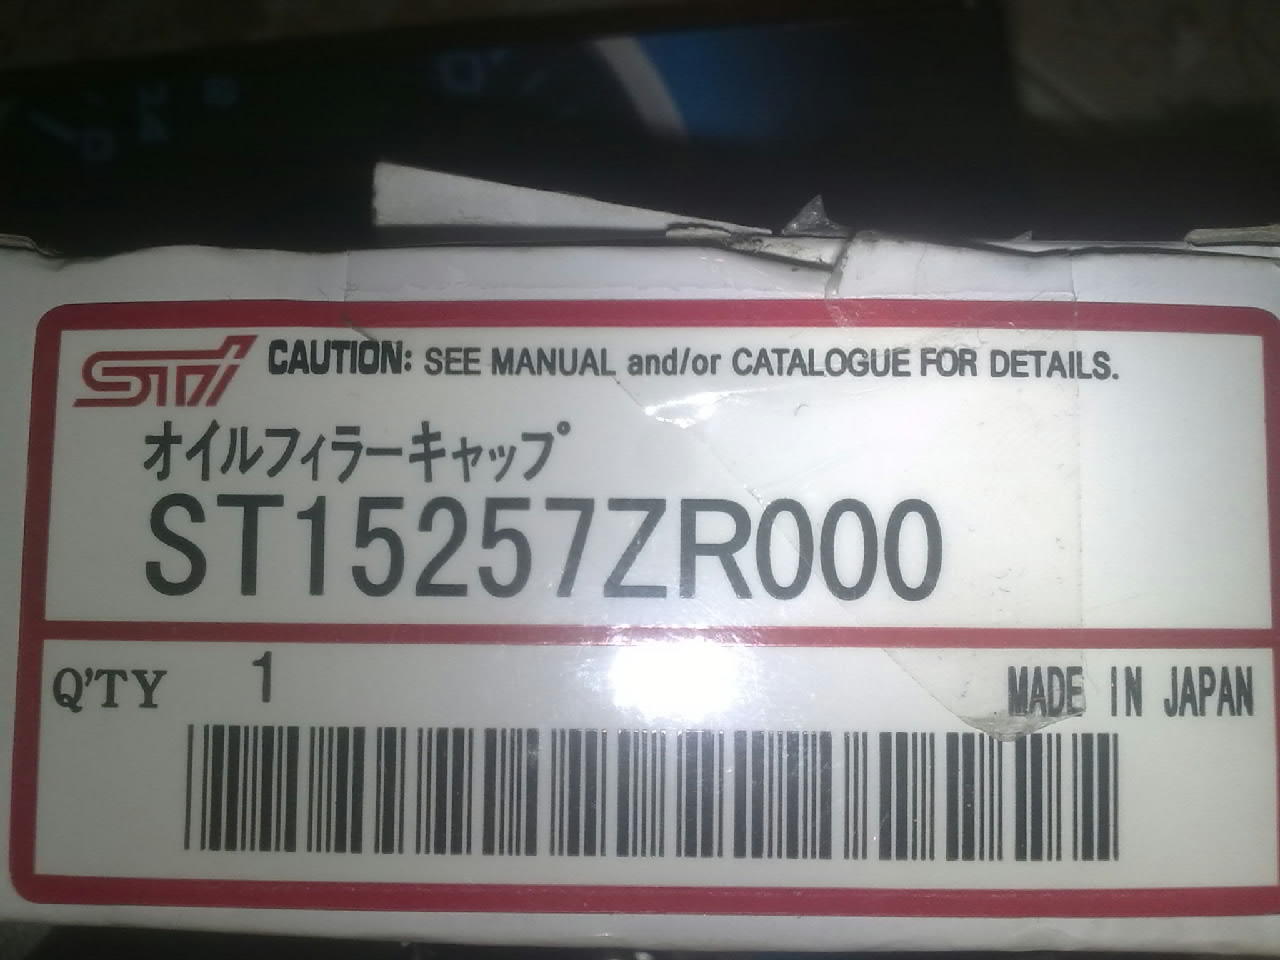 STi CAUTION: SEE MANUAL and/or CATALOGUE FOR DETAILS.
オイルフィラーキャップ
ST15257ZR000
Q'TY 1 MADE IN JAPAN